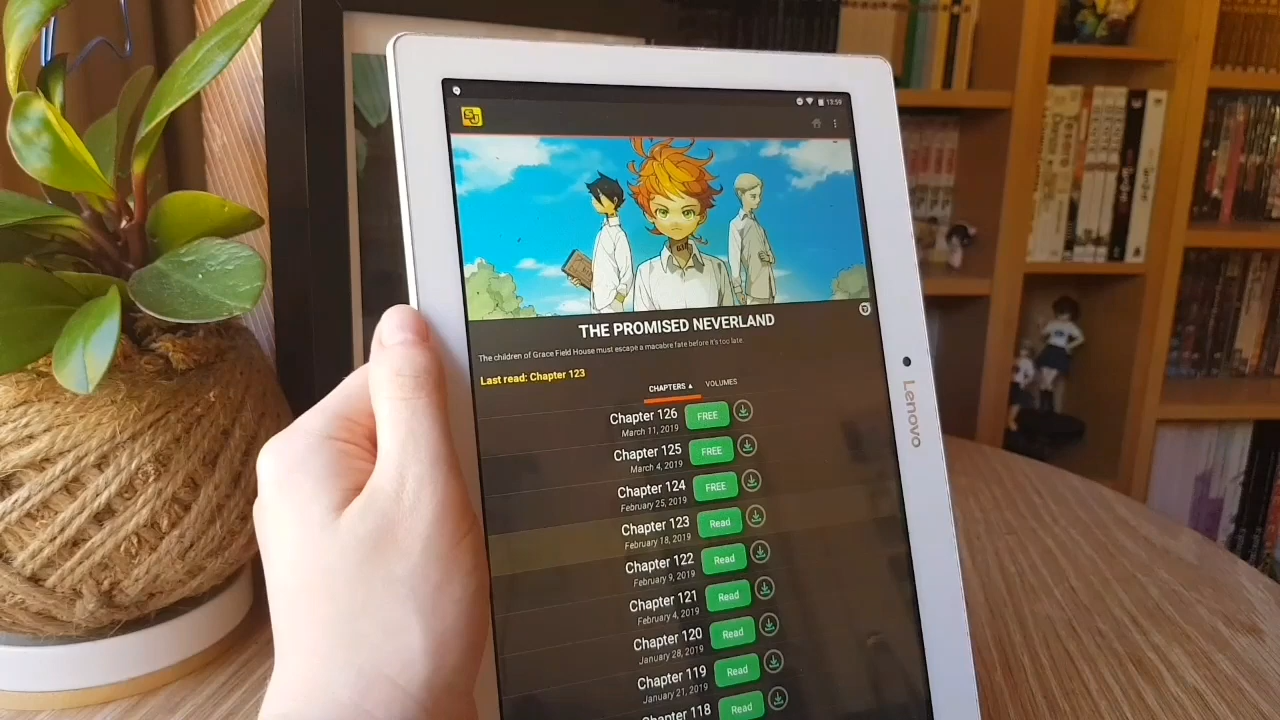 SJ
13:59
THE PROMISED NEVERLAND
The children of Grace Field House must escape a macabre fate before it's too late.
Last read: Chapter 123
CHAPTERS ▲ VOLUMES
Chapter 126 FREE
March 11, 2019
Chapter 125 FREE
March 4, 2019
Chapter 124 FREE
February 25, 2019
Chapter 123 Read
February 18, 2019
Chapter 122 Read
February 9, 2019
Chapter 121 Read
February 4, 2019
Chapter 120 Read
January 28, 2019
Chapter 119 Read
January 21, 2019
Chapter 118 Read
Lenovo